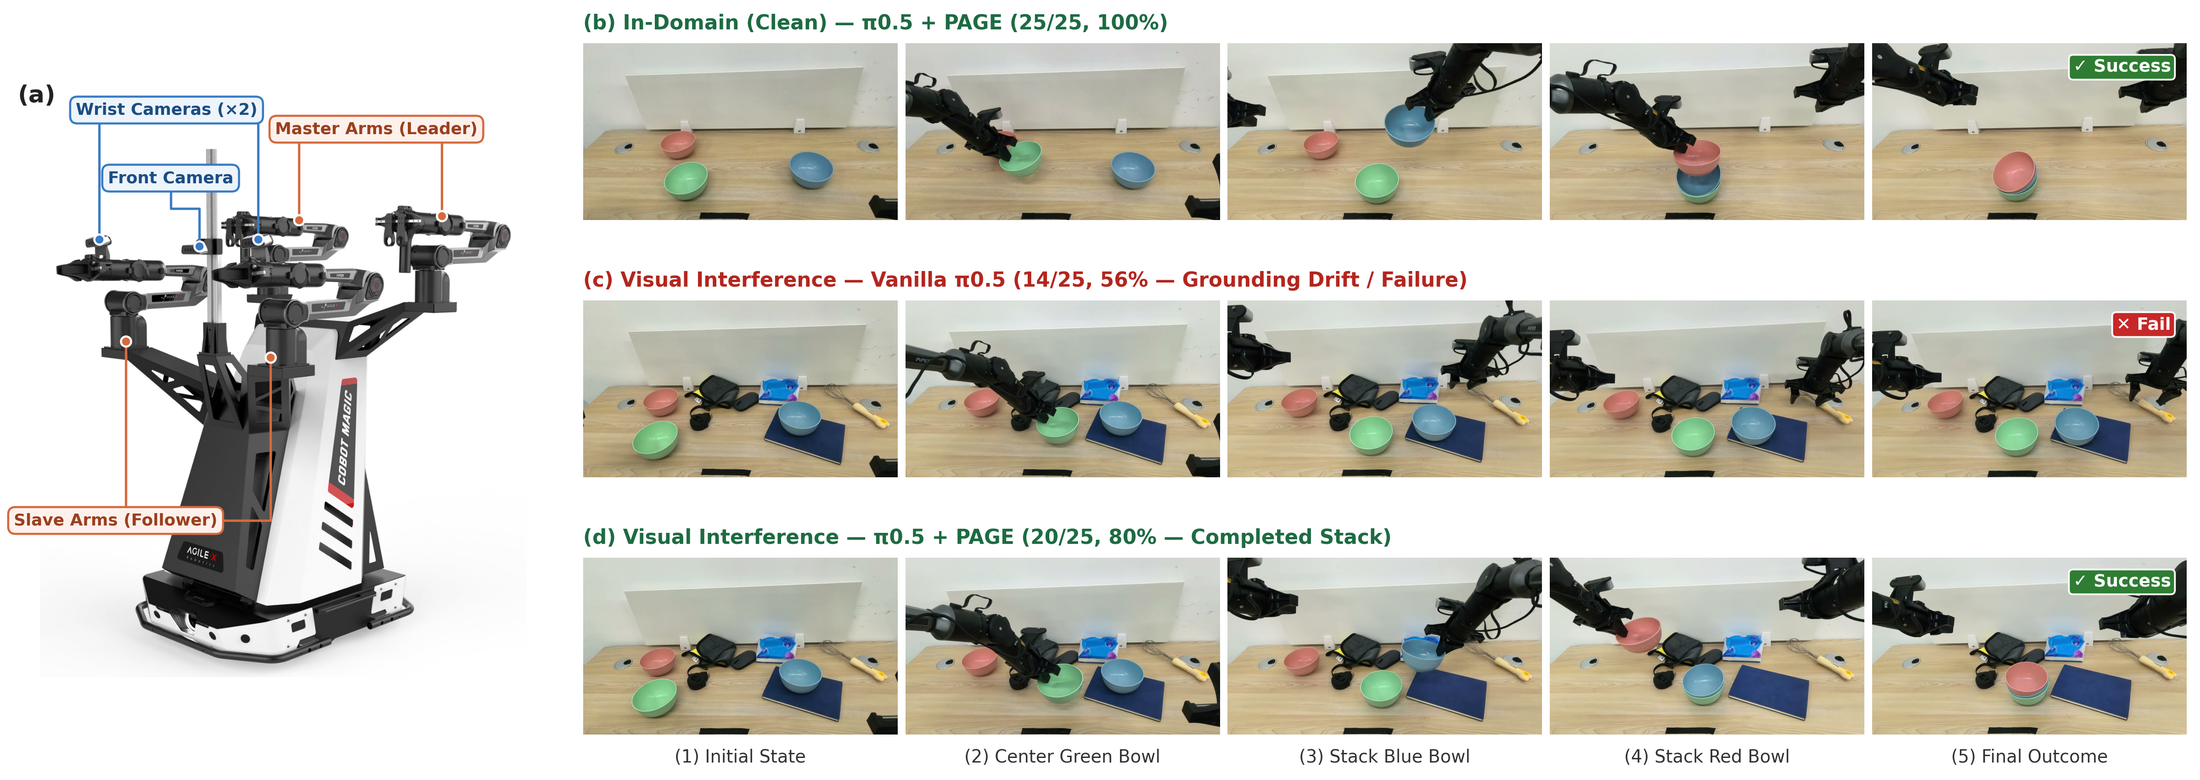 (a)
Wrist Cameras (×2)
Master Arms (Leader)
Front Camera
Slave Arms (Follower)
COBOT MAGIC
AGILE·X
ROBOTICS
(b) In-Domain (Clean) — π0.5 + PAGE (25/25, 100%)
✓ Success
(c) Visual Interference — Vanilla π0.5 (14/25, 56% — Grounding Drift / Failure)
✕ Fail
(d) Visual Interference — π0.5 + PAGE (20/25, 80% — Completed Stack)
✓ Success
(1) Initial State
(2) Center Green Bowl
(3) Stack Blue Bowl
(4) Stack Red Bowl
(5) Final Outcome